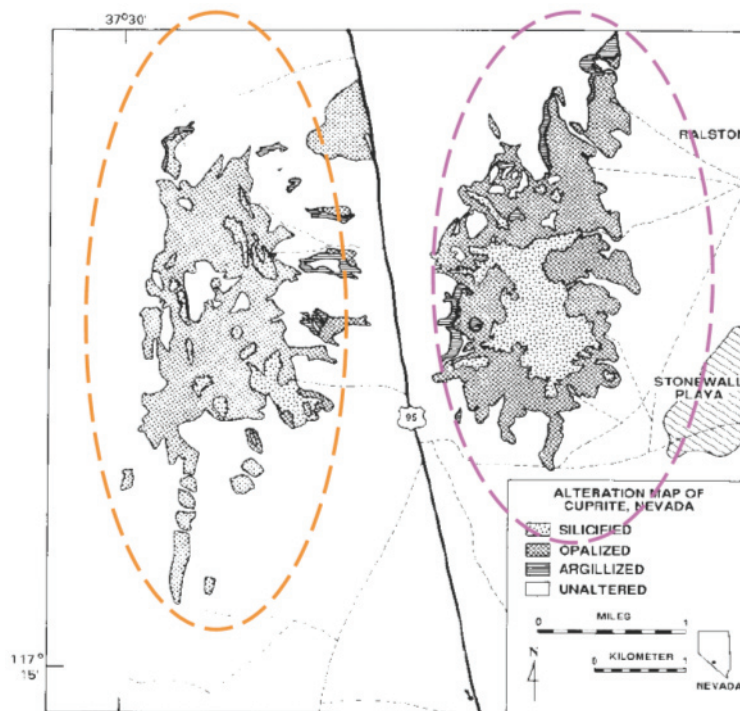 37°30
RALSTON
STONEWALL
PLAYA
95
ALTERATION MAP OF
CUPRITE, NEVADA
SILICIFIED
OPALIZED
ARGILLIZED
UNALTERED
MILES
0 1
KILOMETER
0 1
N
NEVADA
117°
15'